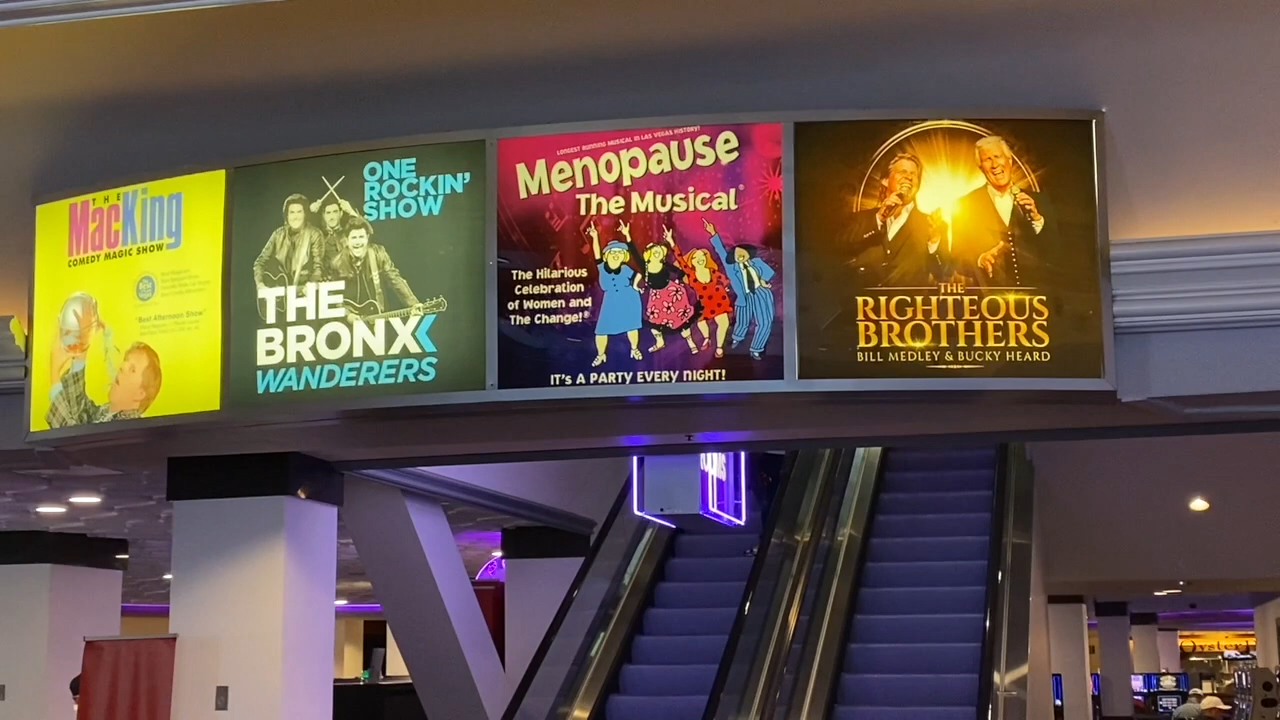 THE
MacKing
COMEDY MAGIC SHOW
"Best Afternoon Show"
ONE
ROCKIN'
SHOW
THE
BRONX
WANDERERS
LONGEST RUNNING MUSICAL IN LAS VEGAS HISTORY!
Menopause
The Musical®
The Hilarious
Celebration
of Women and
The Change!®
IT'S A PARTY EVERY NIGHT!
THE
RIGHTEOUS
BROTHERS
BILL MEDLEY & BUCKY HEARD
Oyster